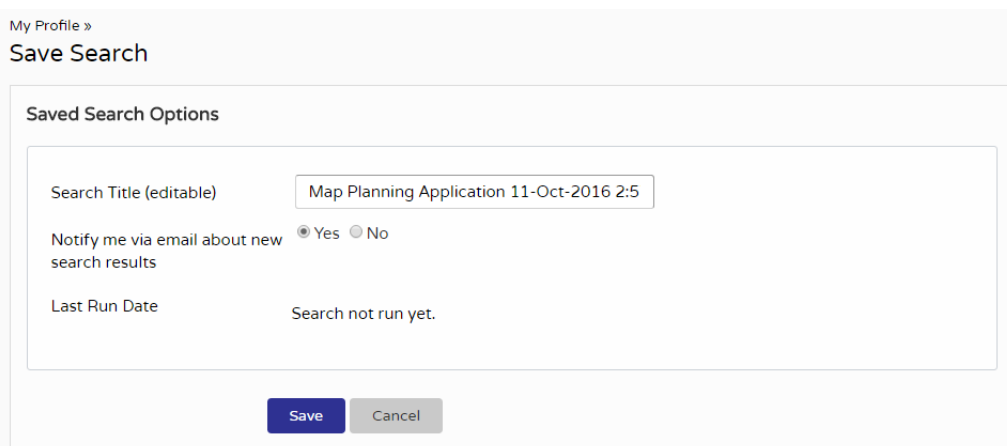 My Profile »
Save Search
Saved Search Options
Search Title (editable)
Map Planning Application 11-Oct-2016 2:5
Notify me via email about new
search results
Yes No
Last Run Date
Search not run yet.
Save Cancel